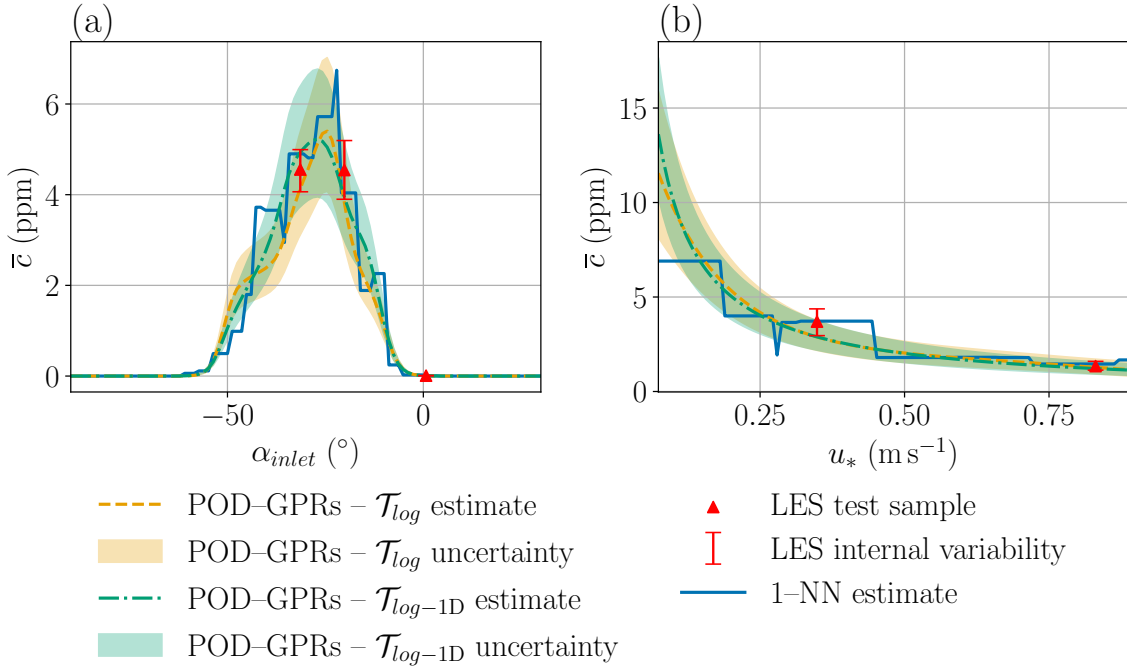 (a)
(b)
6
4
2
0
c̅ (ppm)
−50
0
α_inlet (°)
15
10
5
0
c̅ (ppm)
0.25
0.50
0.75
u_* (m s⁻¹)
POD–GPRs – 𝒯_log estimate
POD–GPRs – 𝒯_log uncertainty
POD–GPRs – 𝒯_log−1D estimate
POD–GPRs – 𝒯_log−1D uncertainty
LES test sample
LES internal variability
1–NN estimate